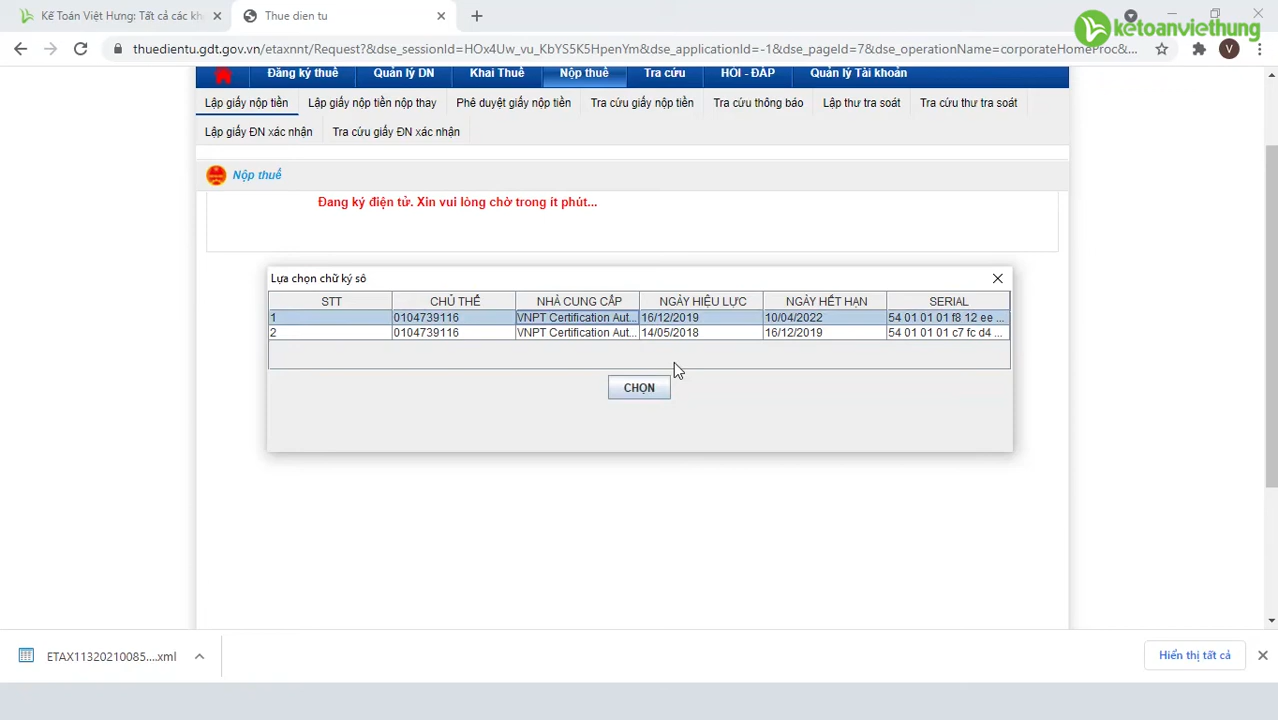 Kế Toán Việt Hưng: Tất cả các kh
Thue dien tu
ketoanviethung
thuedientu.gdt.gov.vn/etaxnnt/Request?&dse_sessionId=HOx4Uw_vu_KbYS5K5HpenYm&dse_applicationId=-1&dse_pageId=7&dse_operationName=corporateHomeProc&...
V
Đăng ký thuế Quản lý DN Khai Thuế Nộp thuế Tra cứu HỎI - ĐÁP Quản lý Tài khoản
Lập giấy nộp tiền Lập giấy nộp tiền nộp thay Phê duyệt giấy nộp tiền Tra cứu giấy nộp tiền Tra cứu thông báo Lập thư tra soát Tra cứu thư tra soát
Lập giấy ĐN xác nhận Tra cứu giấy ĐN xác nhận
Nộp thuế
Đang ký điện tử. Xin vui lòng chờ trong ít phút...
Lựa chọn chữ ký số
STT CHỦ THỂ NHÀ CUNG CẤP NGÀY HIỆU LỰC NGÀY HẾT HẠN SERIAL
1 0104739116 VNPT Certification Aut... 16/12/2019 10/04/2022 54 01 01 01 f8 12 ee ...
2 0104739116 VNPT Certification Aut... 14/05/2018 16/12/2019 54 01 01 01 c7 fc d4 ...
CHỌN
ETAX11320210085....xml
Hiển thị tất cả